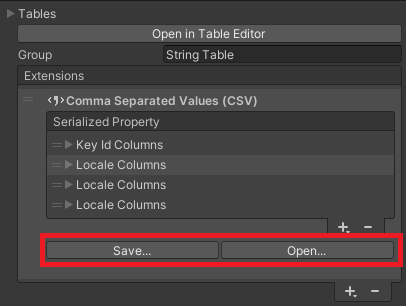 Tables
Open in Table Editor
Group String Table
Extensions
Comma Separated Values (CSV)
Serialized Property
Key Id Columns
Locale Columns
Locale Columns
Locale Columns
+ -
Save... Open...
+ -